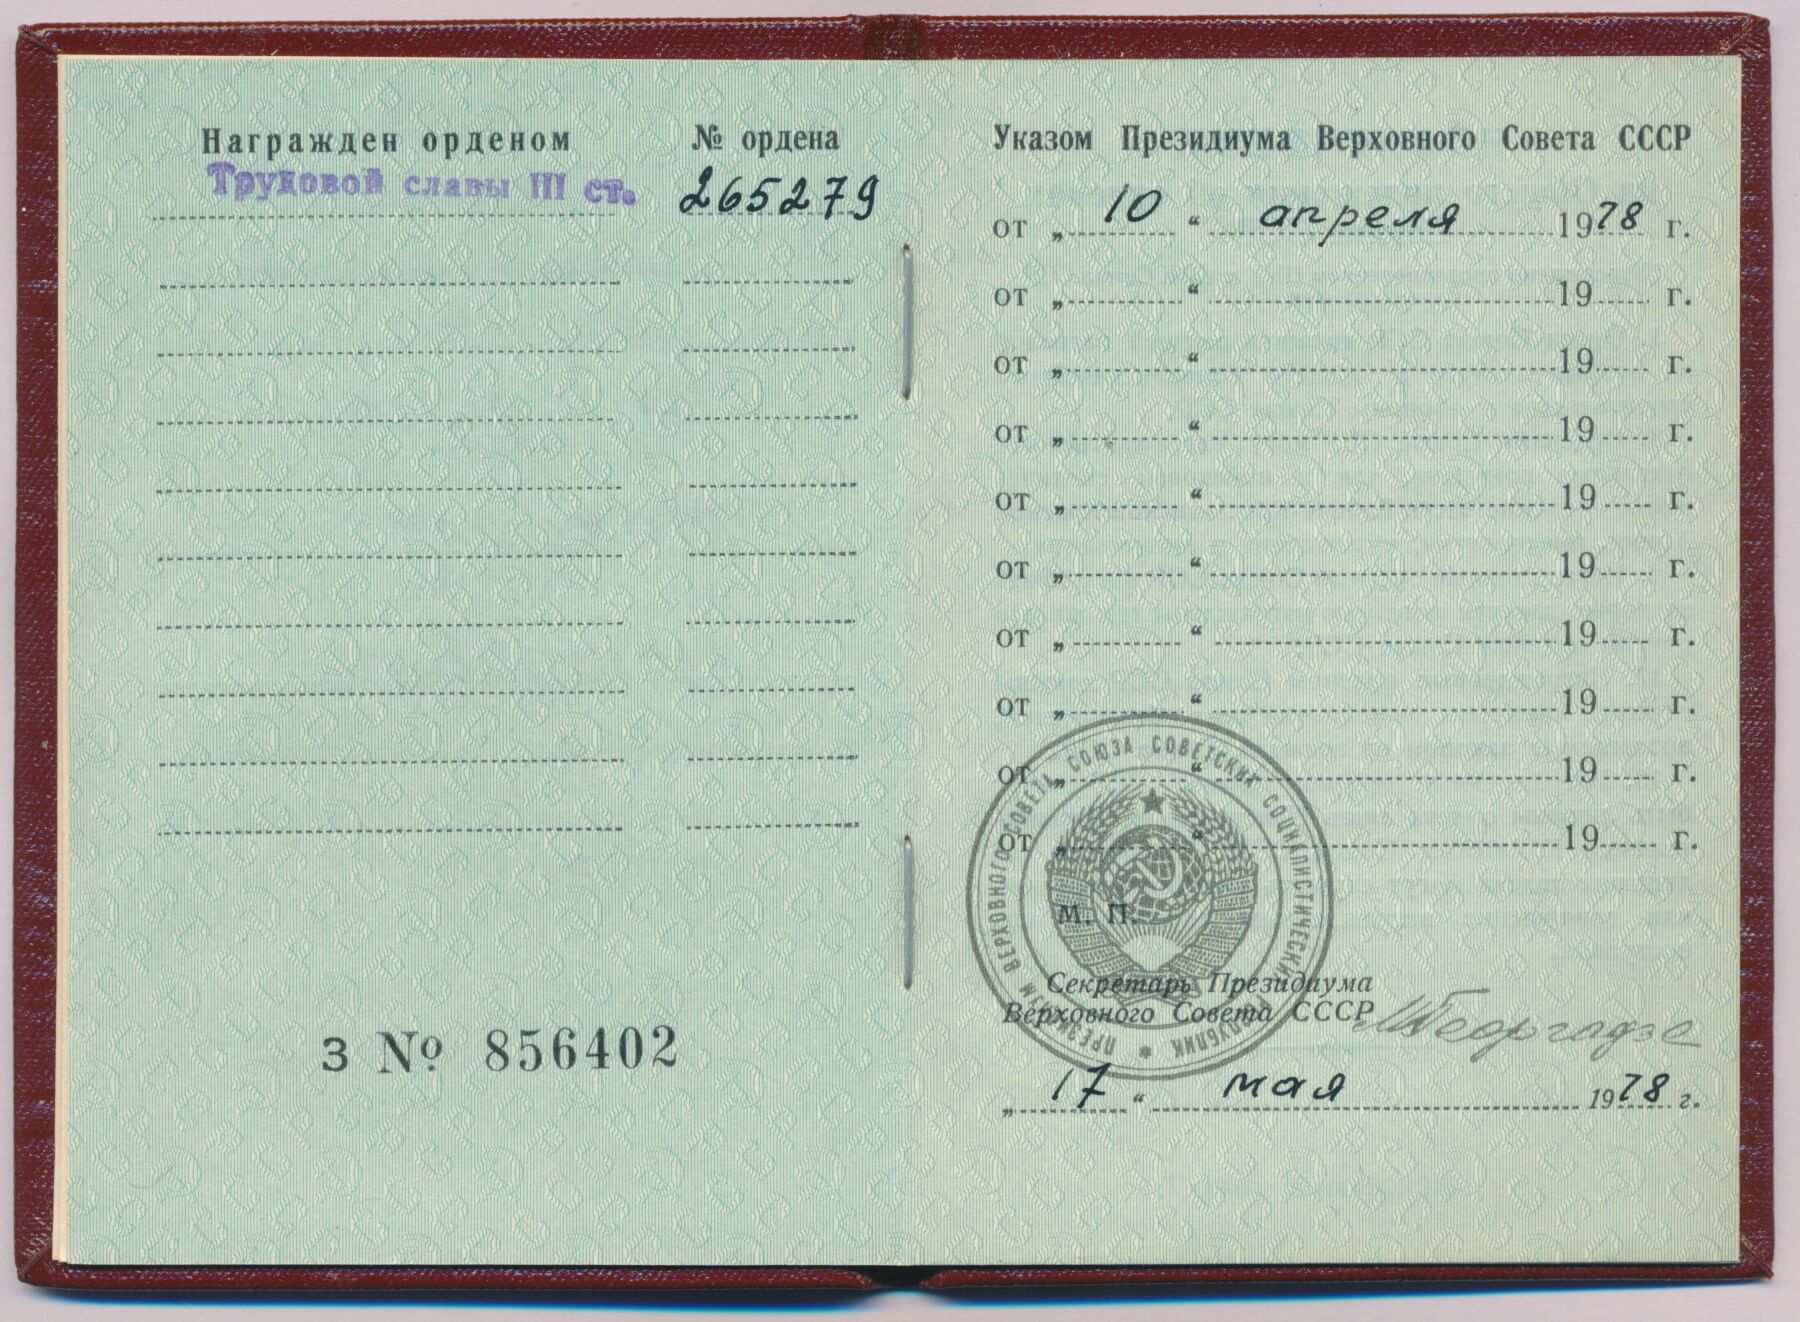 Награжден орденом № ордена
Трудовой славы III ст. 265279
З № 856402
Указом Президиума Верховного Совета СССР
от „ 10 “ апреля 1978 г.
от „ “ 19 г.
от „ “ 19 г.
от „ “ 19 г.
от „ “ 19 г.
от „ “ 19 г.
от „ “ 19 г.
от „ “ 19 г.
от „ “ 19 г.
от „ “ 19 г.
ПРЕЗИДИУМ ВЕРХОВНОГО СОВЕТА СОЮЗА СОВЕТСКИХ СОЦИАЛИСТИЧЕСКИХ РЕСПУБЛИК
М. П.
Секретарь Президиума
Верховного Совета СССР МГеоргадзе
„ 17 “ мая 1978 г.